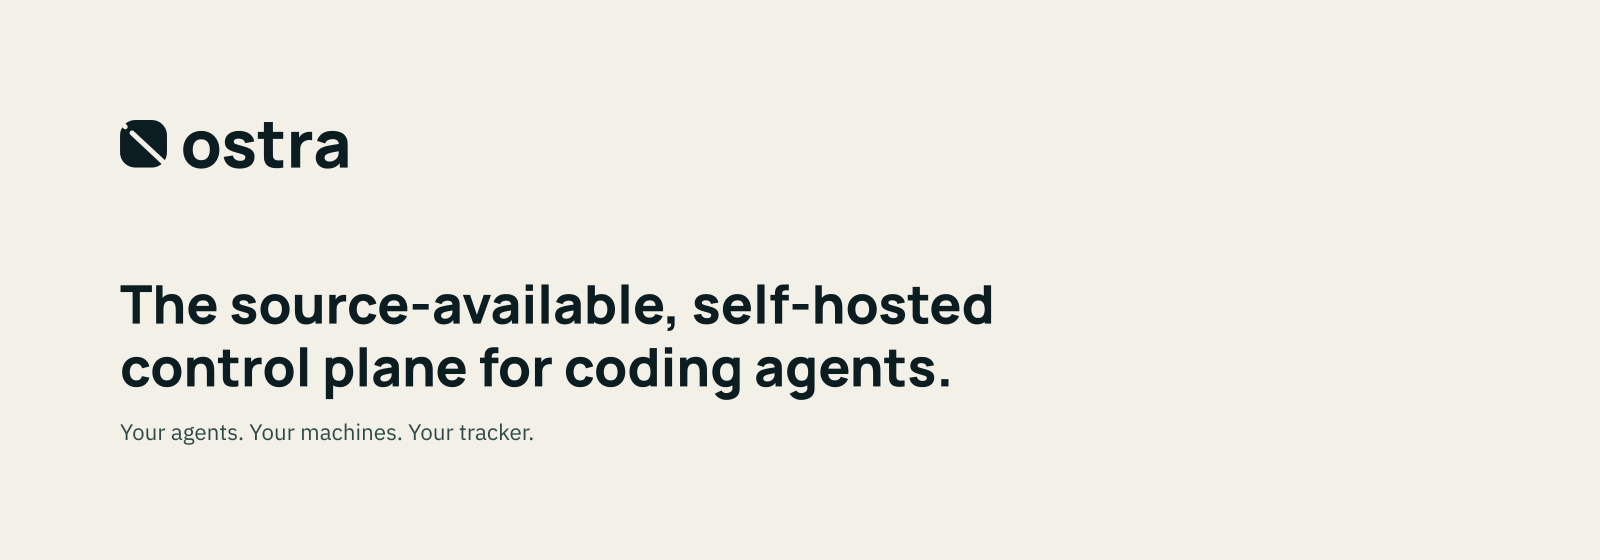 ostra
The source-available, self-hosted
control plane for coding agents.
Your agents. Your machines. Your tracker.